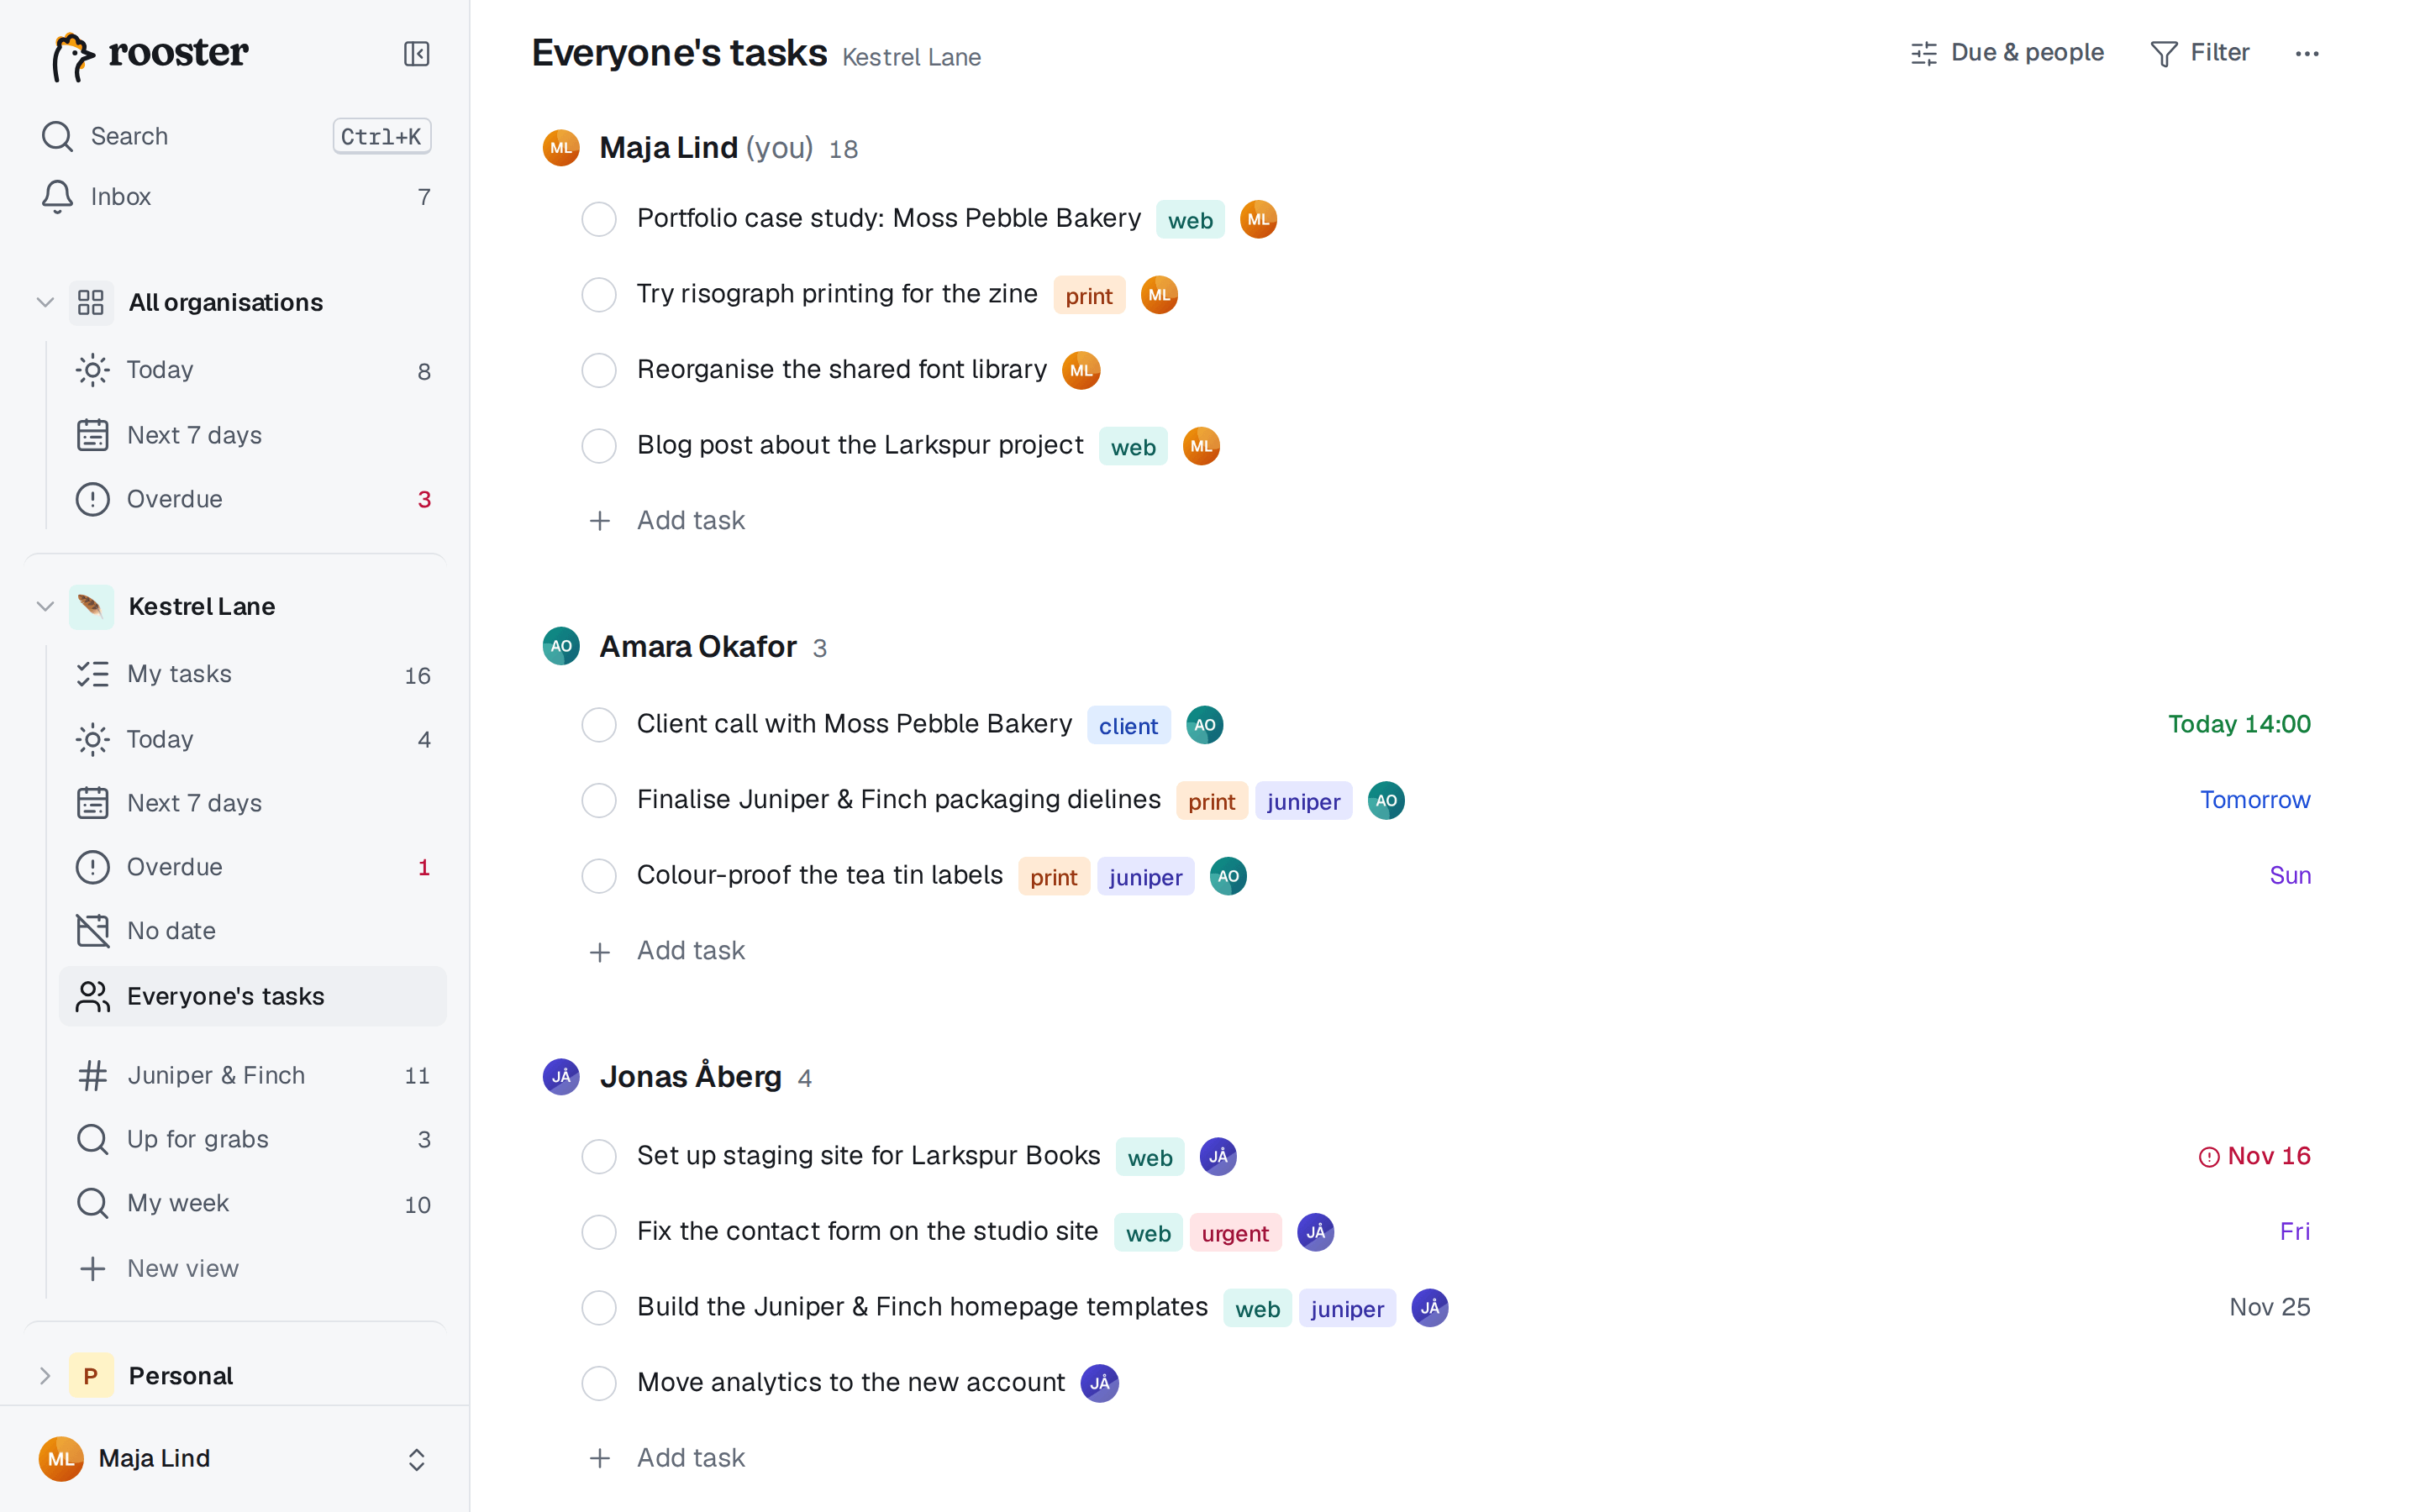 rooster
Search Ctrl+K
Inbox 7
All organisations
Today 8
Next 7 days
Overdue 3
Kestrel Lane
My tasks 16
Today 4
Next 7 days
Overdue 1
No date
Everyone's tasks
Juniper & Finch 11
Up for grabs 3
My week 10
New view
P Personal
ML Maja Lind
Everyone's tasks Kestrel Lane
Due & people Filter
ML Maja Lind (you) 18
Portfolio case study: Moss Pebble Bakery web ML
Try risograph printing for the zine print ML
Reorganise the shared font library ML
Blog post about the Larkspur project web ML
Add task
AO Amara Okafor 3
Client call with Moss Pebble Bakery client AO Today 14:00
Finalise Juniper & Finch packaging dielines print juniper AO Tomorrow
Colour-proof the tea tin labels print juniper AO Sun
Add task
JÅ Jonas Åberg 4
Set up staging site for Larkspur Books web JÅ Nov 16
Fix the contact form on the studio site web urgent JÅ Fri
Build the Juniper & Finch homepage templates web juniper JÅ Nov 25
Move analytics to the new account JÅ
Add task